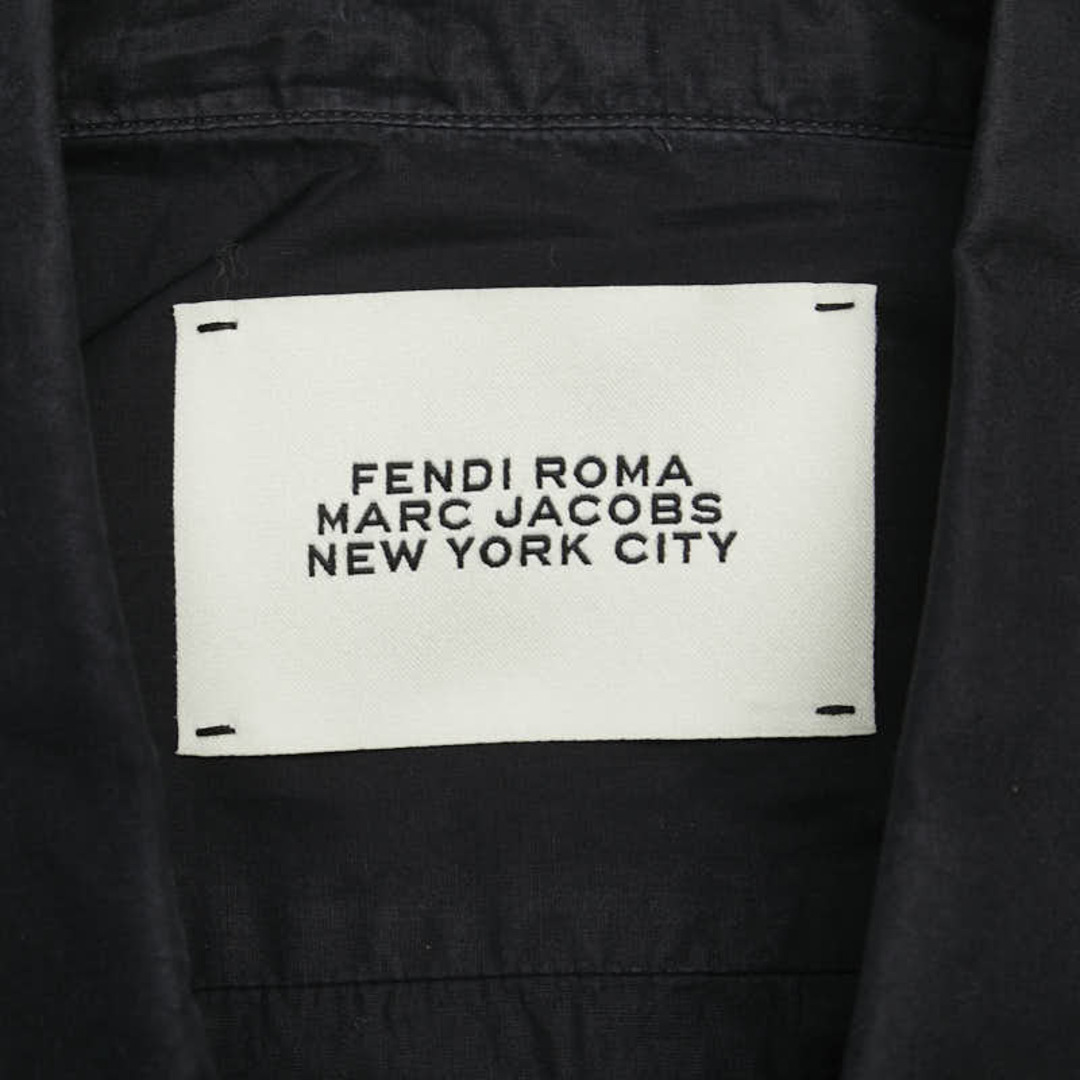 FENDI ROMA
MARC JACOBS
NEW YORK CITY